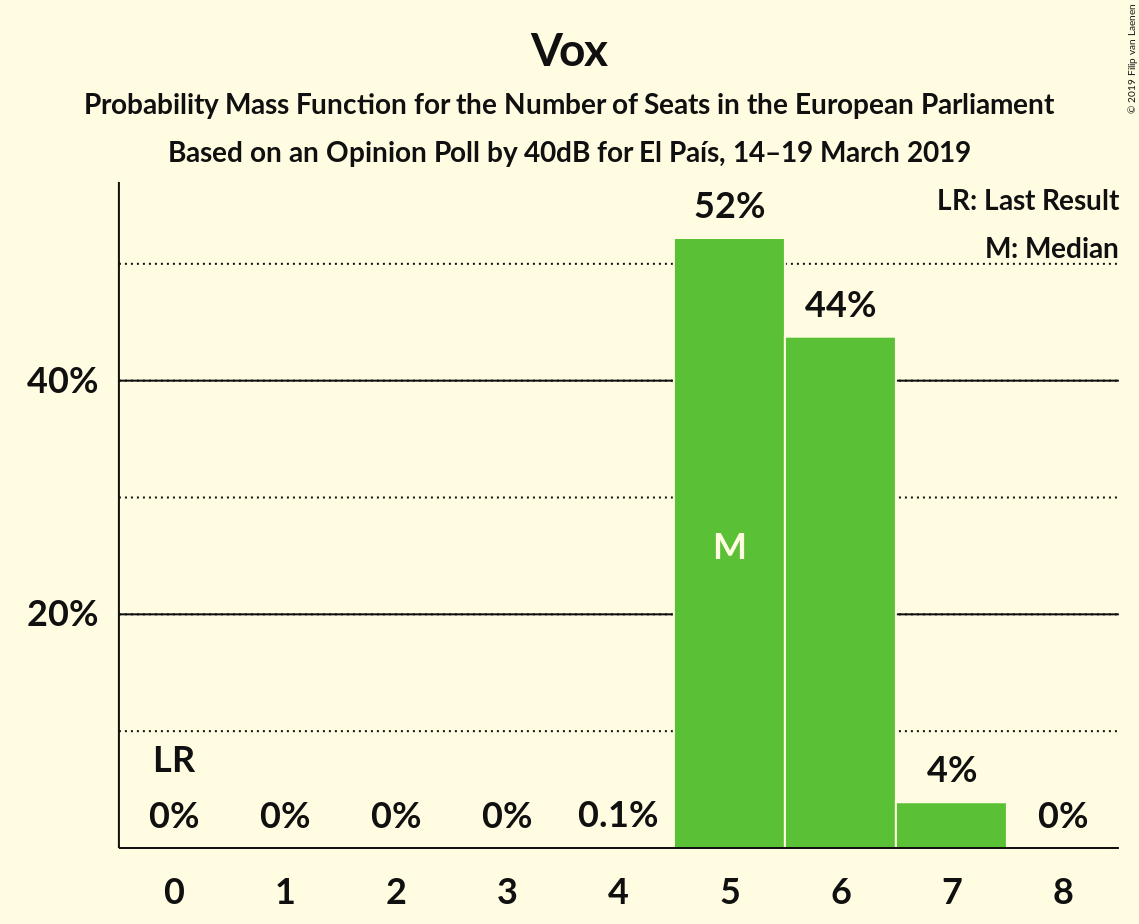 Vox
Probability Mass Function for the Number of Seats in the European Parliament
Based on an Opinion Poll by 40dB for El País, 14–19 March 2019
© 2019 Filip van Laenen
LR: Last Result
M: Median
52%
44%
40%
M
20%
LR
4%
0% 0% 0% 0% 0.1% 0%
0 1 2 3 4 5 6 7 8